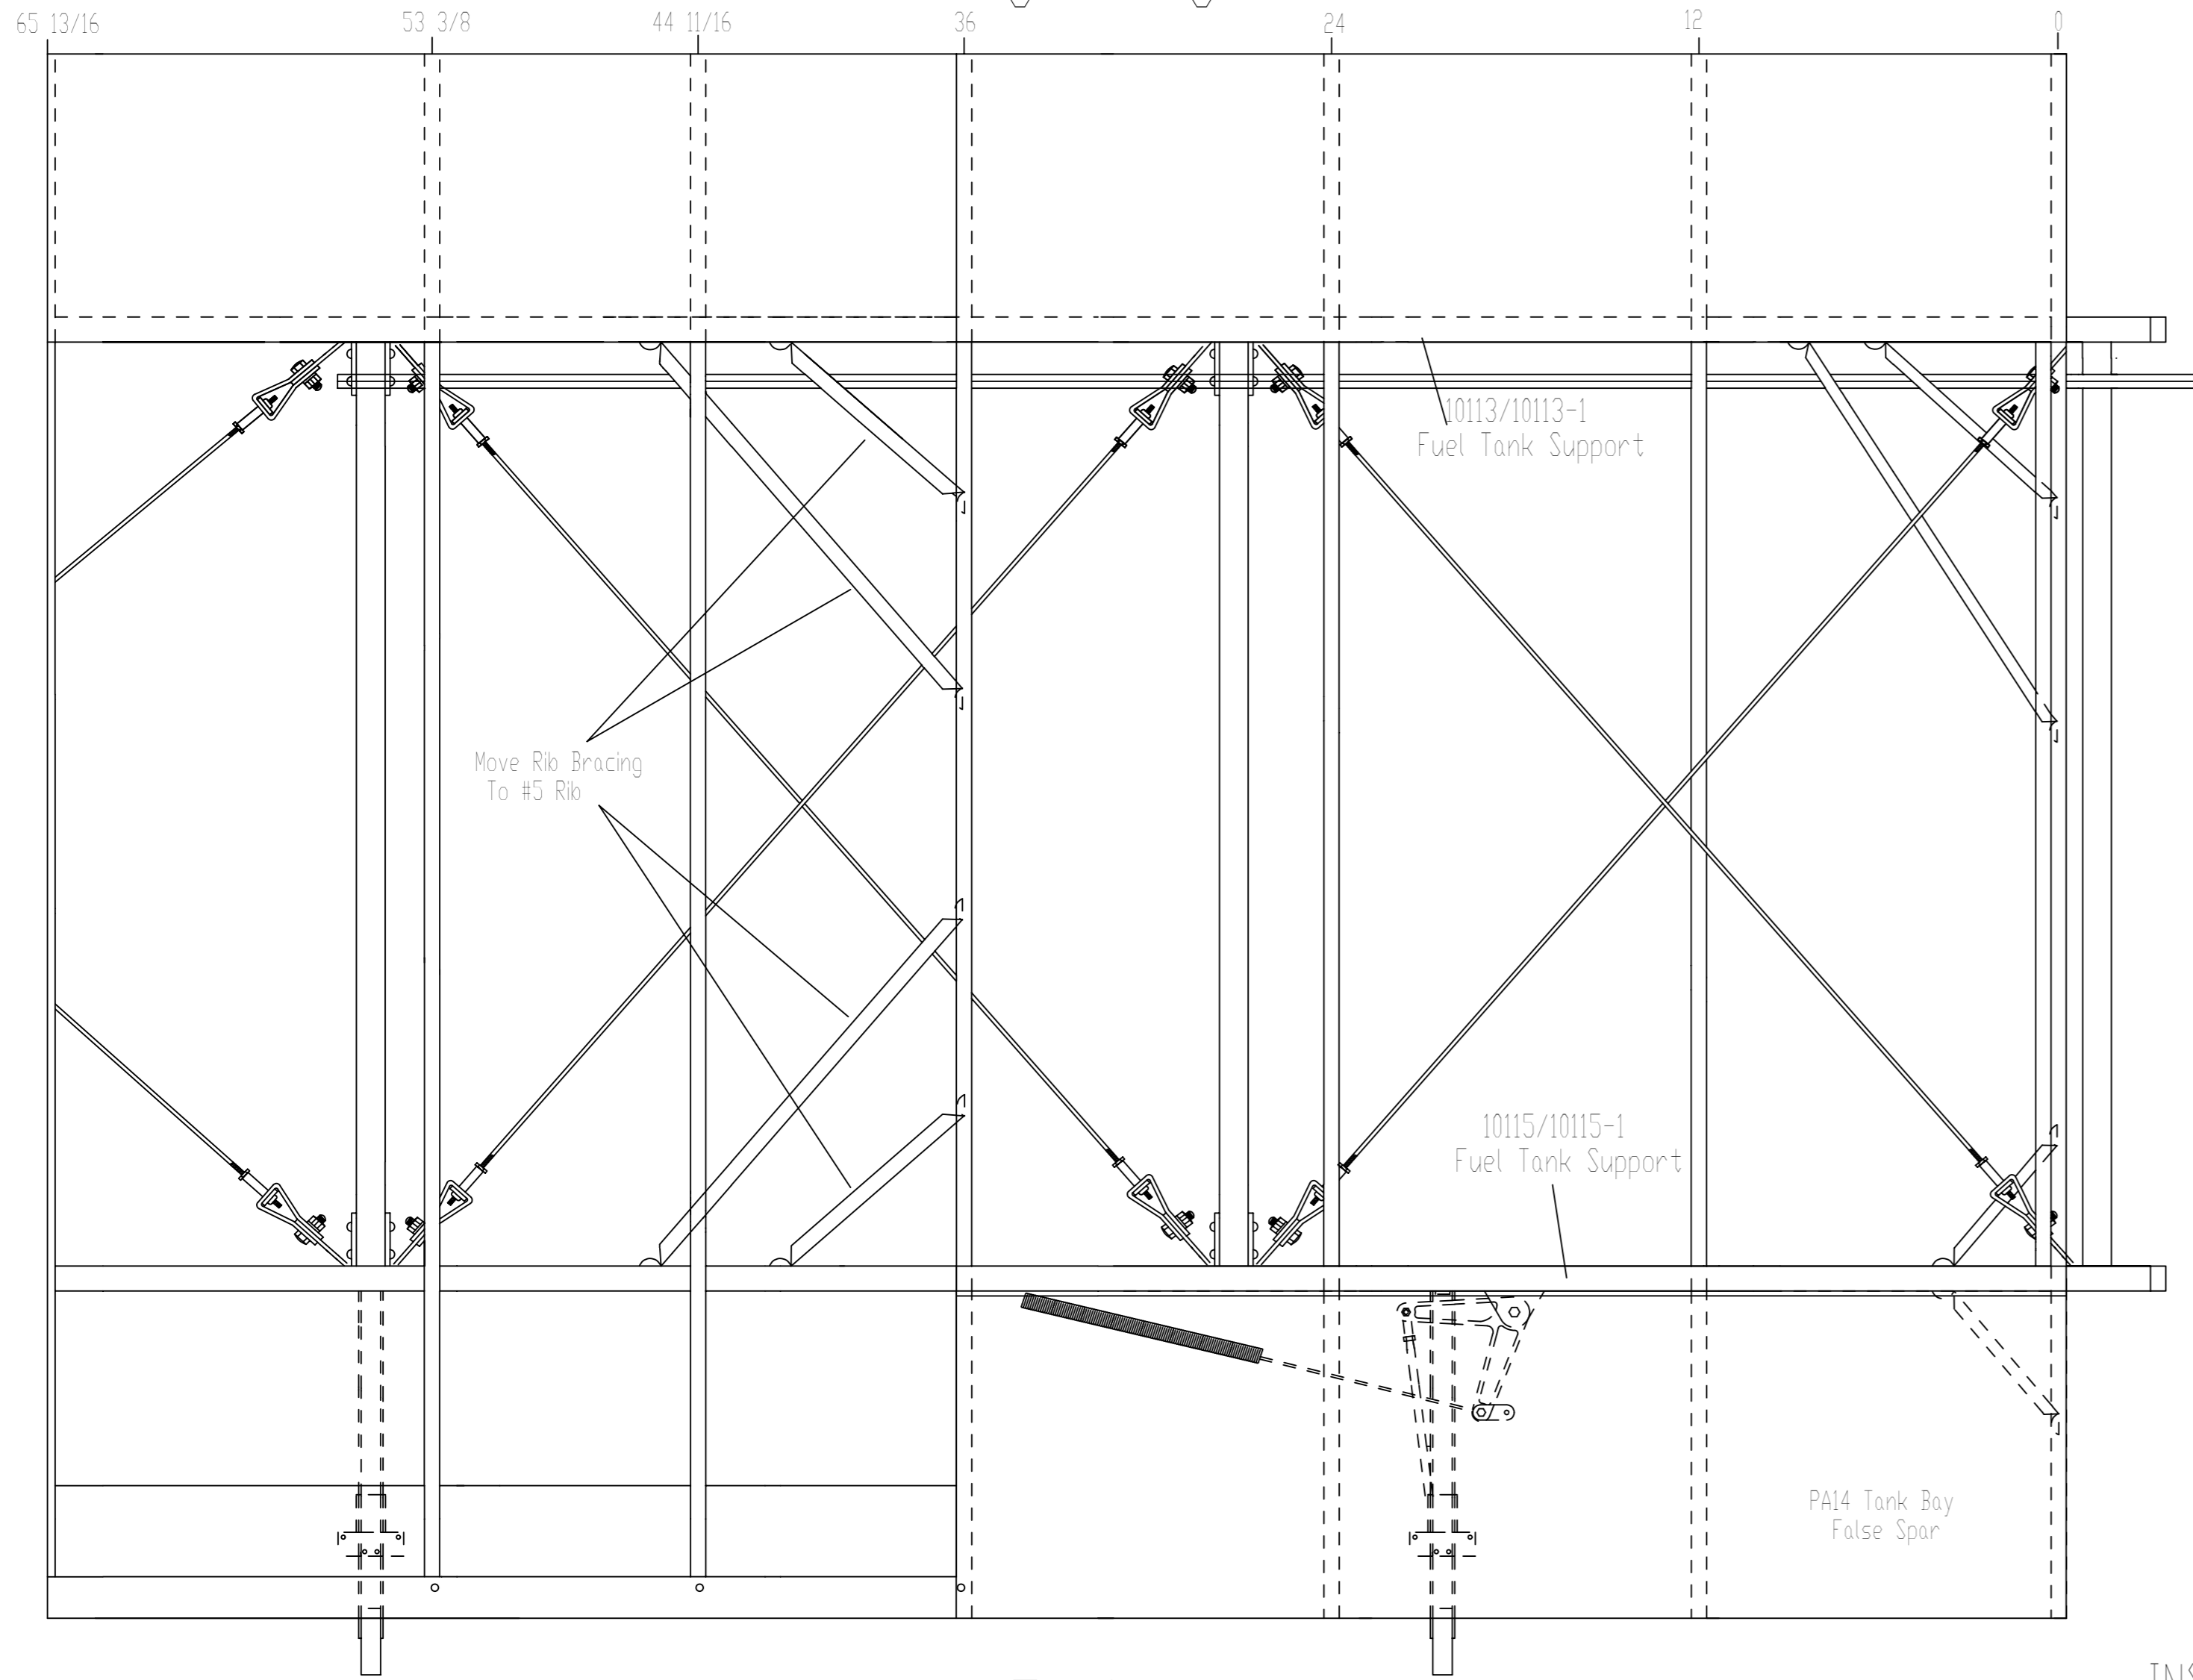 65 13/16 53 3/8 44 11/16 36 24 12 0
10113/10113-1
Fuel Tank Support
Move Rib Bracing
To #5 Rib
10115/10115-1
Fuel Tank Support
PA14 Tank Bay
False Spar